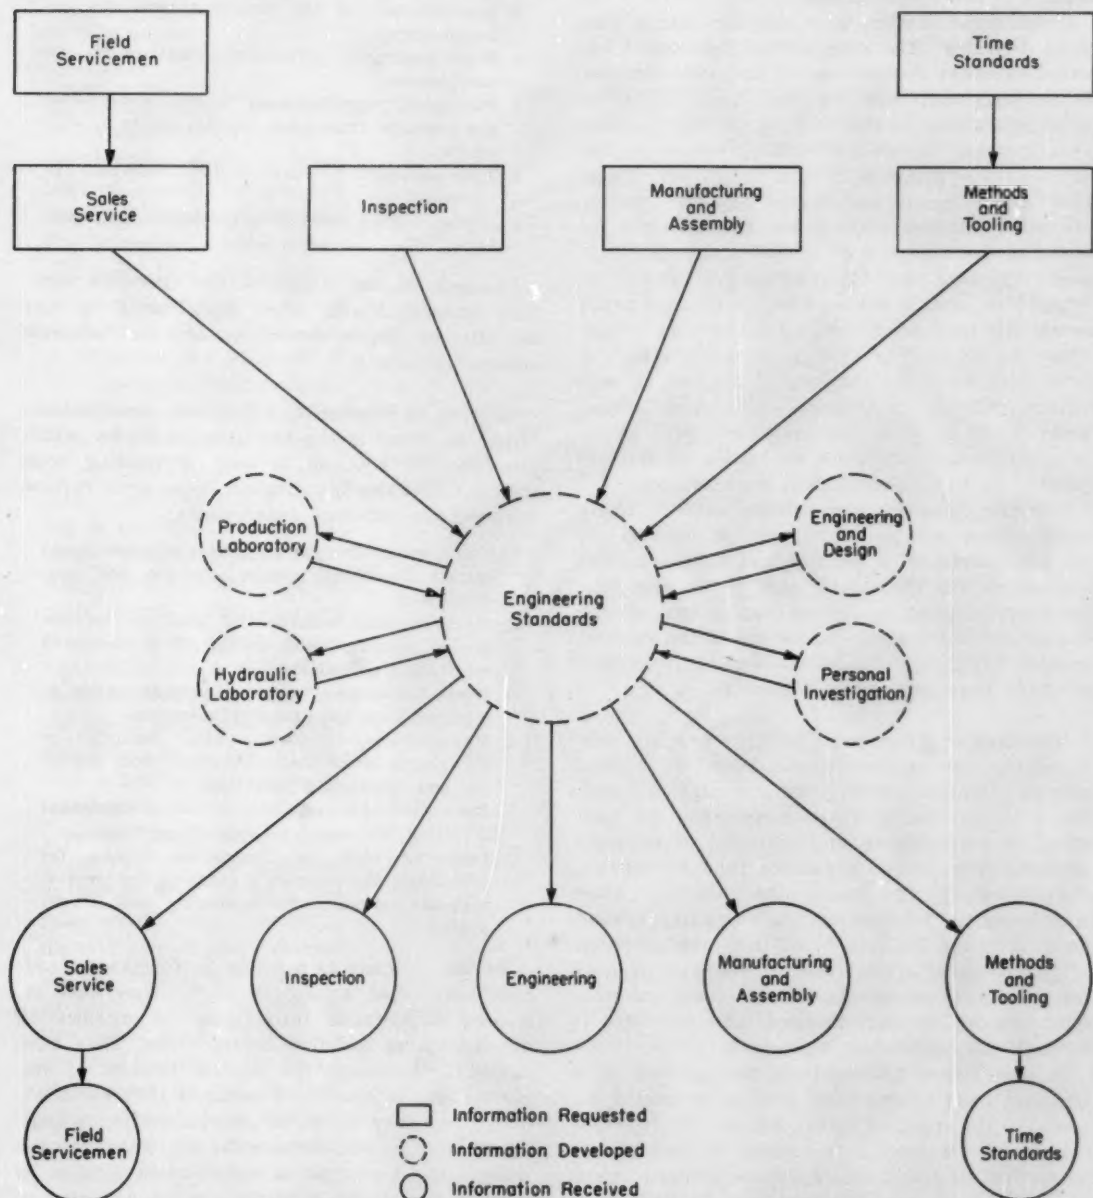 Field
Servicemen
Time
Standards
Sales
Service
Inspection
Manufacturing
and
Assembly
Methods
and
Tooling
Production
Laboratory
Engineering
and
Design
Engineering
Standards
Hydraulic
Laboratory
Personal
Investigation
Sales
Service
Inspection
Engineering
Manufacturing
and
Assembly
Methods
and
Tooling
Field
Servicemen
Time
Standards
Information Requested
Information Developed
Information Received